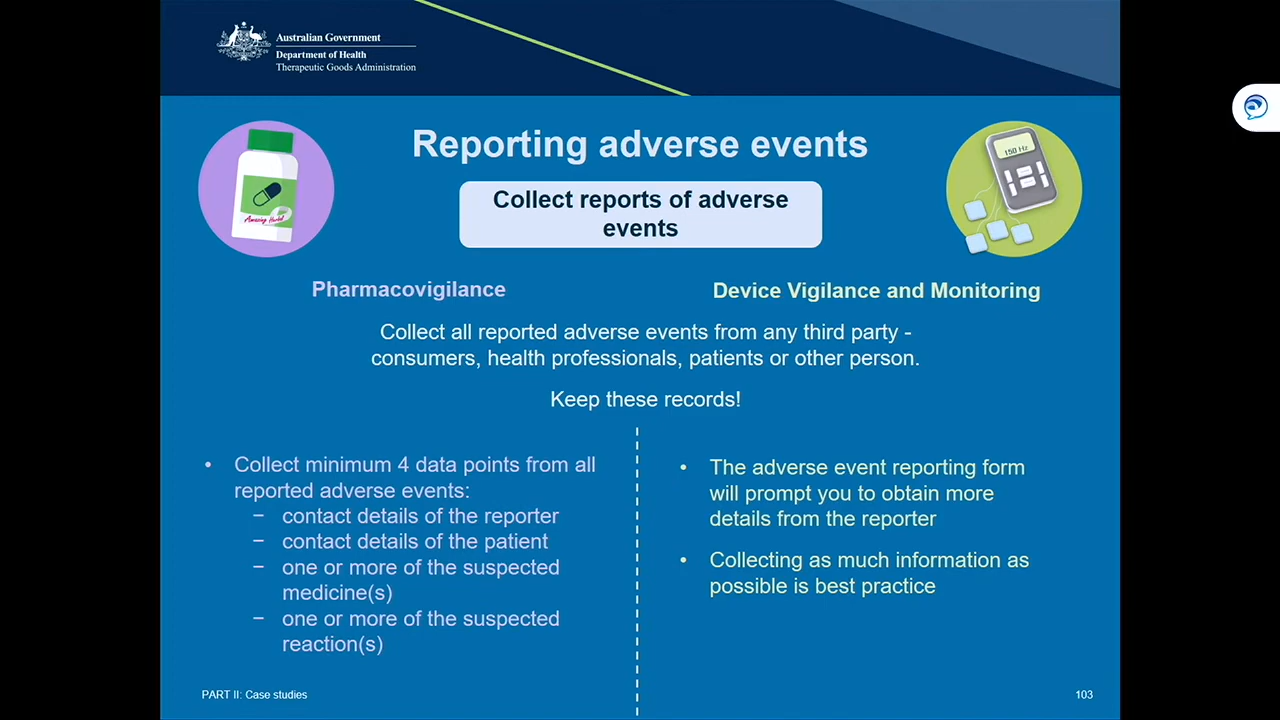 Australian Government
Department of Health
Therapeutic Goods Administration
Reporting adverse events
Amazing Herbal
150 Hz
Collect reports of adverse
events
Pharmacovigilance
Device Vigilance and Monitoring
Collect all reported adverse events from any third party -
consumers, health professionals, patients or other person.
Keep these records!
• Collect minimum 4 data points from all
reported adverse events:
− contact details of the reporter
− contact details of the patient
− one or more of the suspected
medicine(s)
− one or more of the suspected
reaction(s)
• The adverse event reporting form
will prompt you to obtain more
details from the reporter
• Collecting as much information as
possible is best practice
PART II: Case studies
103